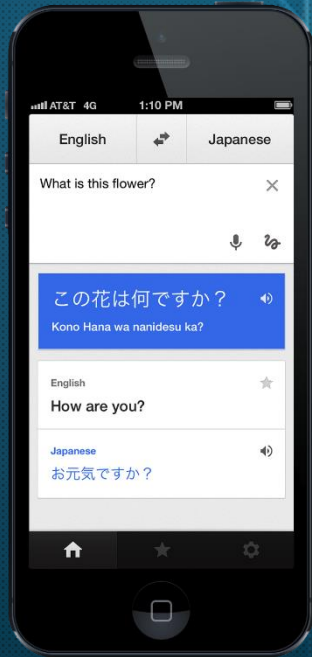 AT&T 4G 1:10 PM
English Japanese
What is this flower?
この花は何ですか？
Kono Hana wa nanidesu ka?
English
How are you?
Japanese
お元気ですか？